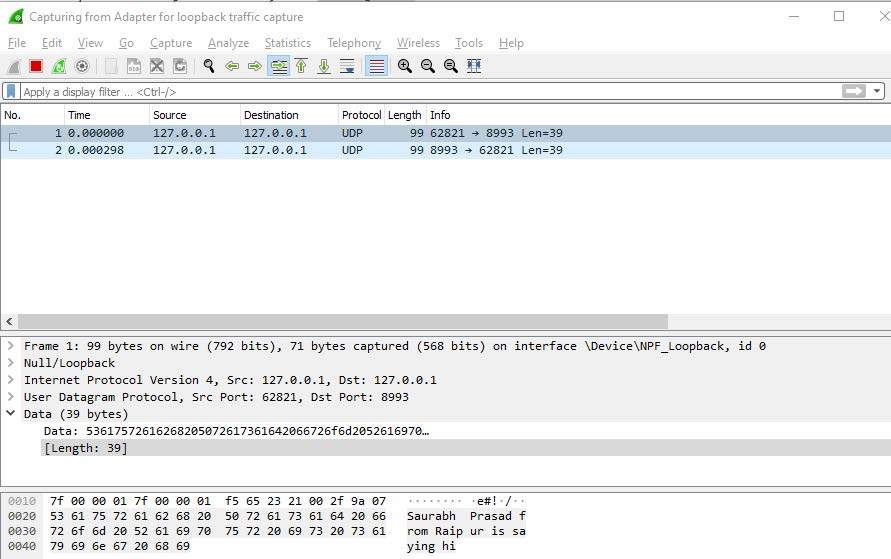 Capturing from Adapter for loopback traffic capture
File Edit View Go Capture Analyze Statistics Telephony Wireless Tools Help
Apply a display filter ... <Ctrl-/>
No. Time Source Destination Protocol Length Info
1 0.000000 127.0.0.1 127.0.0.1 UDP 99 62821 → 8993 Len=39
2 0.000298 127.0.0.1 127.0.0.1 UDP 99 8993 → 62821 Len=39
Frame 1: 99 bytes on wire (792 bits), 71 bytes captured (568 bits) on interface \Device\NPF_Loopback, id 0
Null/Loopback
Internet Protocol Version 4, Src: 127.0.0.1, Dst: 127.0.0.1
User Datagram Protocol, Src Port: 62821, Dst Port: 8993
Data (39 bytes)
Data: 53617572616268205072617361642066726f6d2052616970…
[Length: 39]
0010 7f 00 00 01 7f 00 00 01 f5 65 23 21 00 2f 9a 07 ········ ·e#!·/··
0020 53 61 75 72 61 62 68 20 50 72 61 73 61 64 20 66 Saurabh Prasad f
0030 72 6f 6d 20 52 61 69 70 75 72 20 69 73 20 73 61 rom Raip ur is sa
0040 79 69 6e 67 20 68 69 ying hi